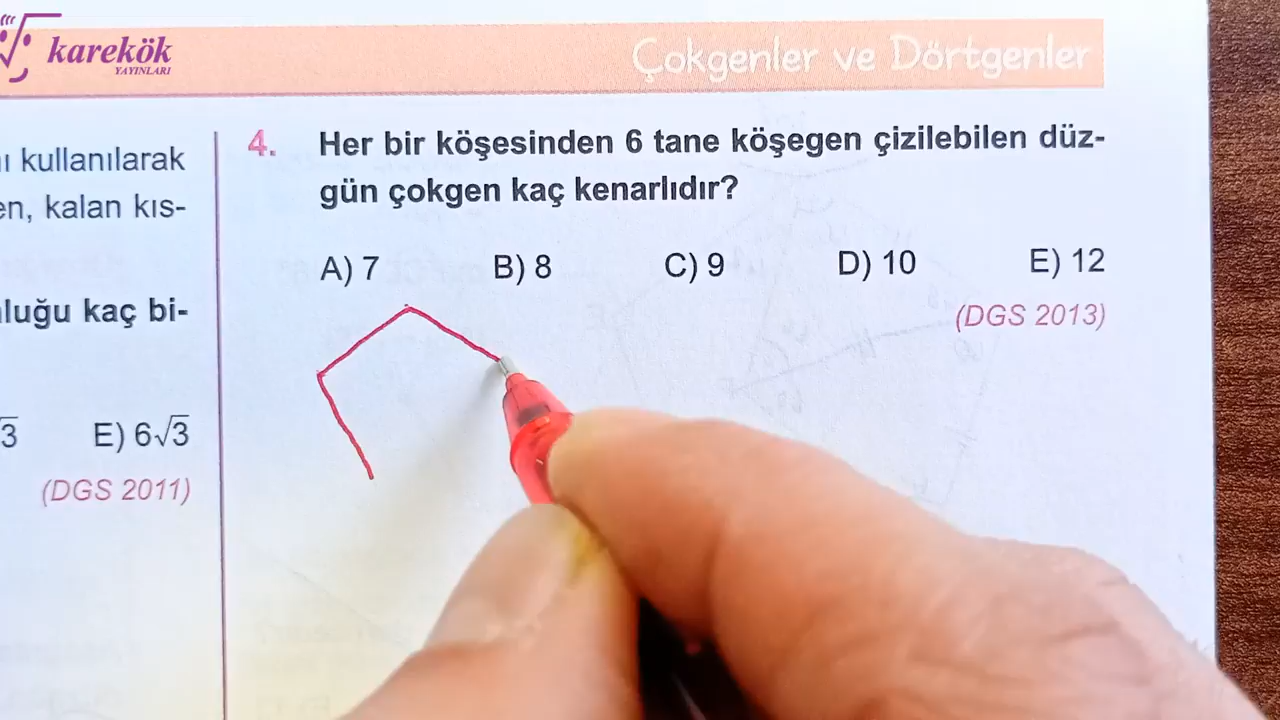 karekök
YAYINLARI
Çokgenler ve Dörtgenler
ı kullanılarak
en, kalan kıs-
luğu kaç bi-
3 E) 6√3
(DGS 2011)
4. Her bir köşesinden 6 tane köşegen çizilebilen düz-
gün çokgen kaç kenarlıdır?
A) 7 B) 8 C) 9 D) 10 E) 12
(DGS 2013)